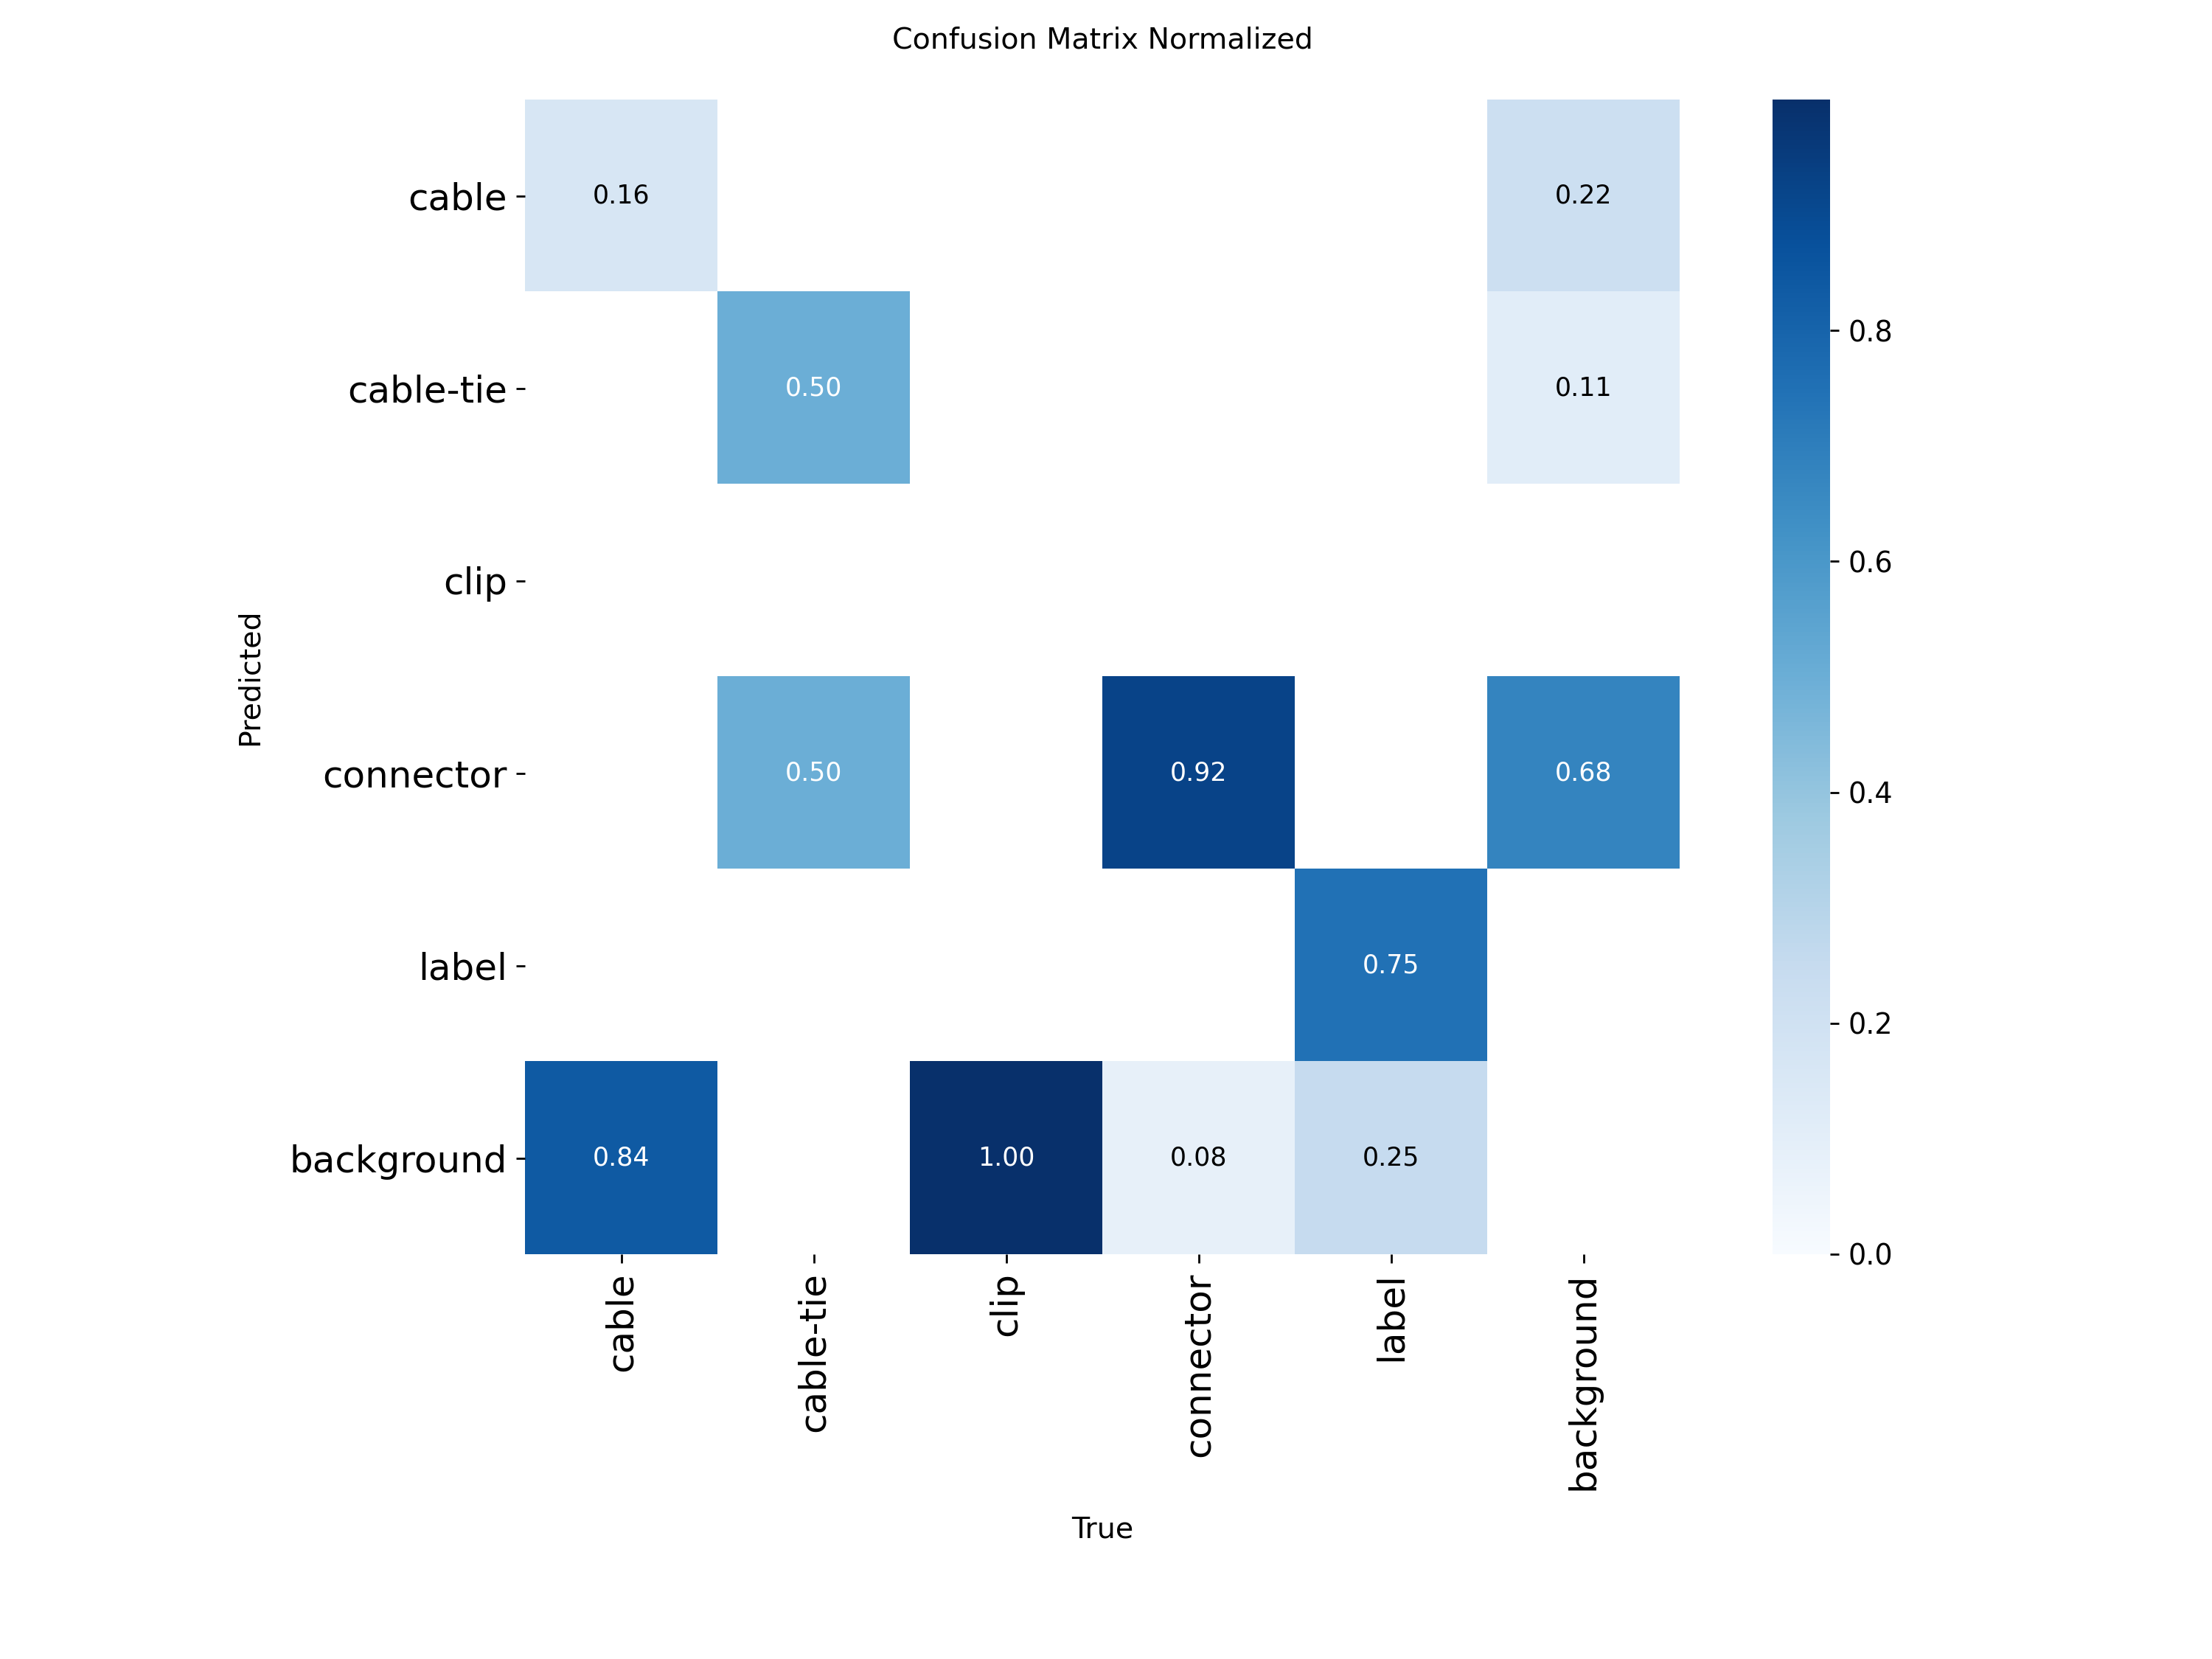 Confusion Matrix Normalized
cable
0.16
0.22
cable-tie
0.50
0.11
clip
connector
0.50
0.92
0.68
label
0.75
background
0.84
1.00
0.08
0.25
Predicted
cable
cable-tie
clip
connector
label
background
True
0.8
0.6
0.4
0.2
0.0